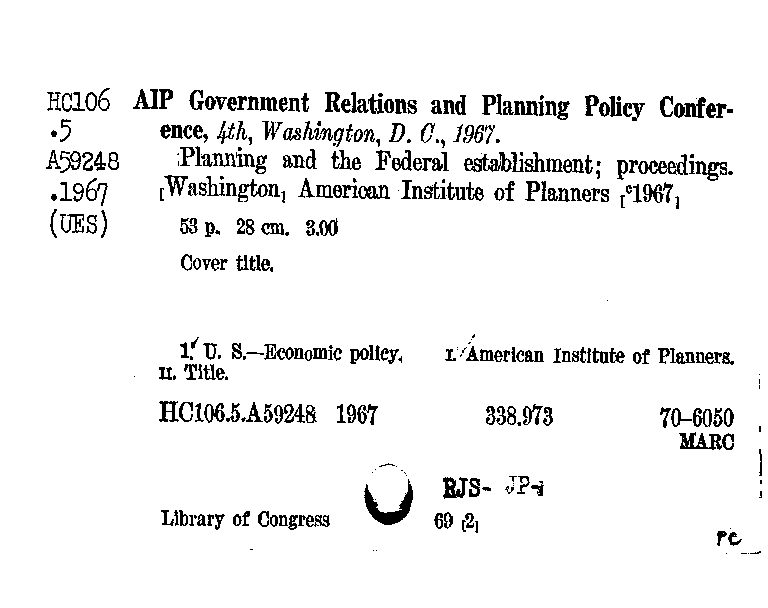 HC106
.5
A59248
.1967
(UES)
AIP Government Relations and Planning Policy Confer-
ence, 4th, Washington, D. C., 1967.
Planning and the Federal establishment; proceedings.
[Washington] American Institute of Planners [c1967]
53 p. 28 cm. 3.00
Cover title.
1. U. S.—Economic policy. I. American Institute of Planners.
II. Title.
HC106.5.A59248 1967 338.973 70-6050
MARC
RJS- JP-
Library of Congress 69 [2]
PC